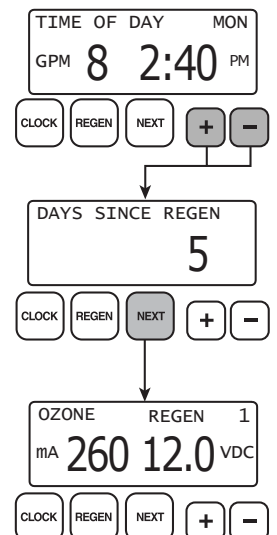 TIME OF DAY MON
GPM 8 2:40 PM
CLOCK REGEN NEXT + −
DAYS SINCE REGEN
5
CLOCK REGEN NEXT + −
OZONE REGEN 1
mA 260 12.0 VDC
CLOCK REGEN NEXT + −